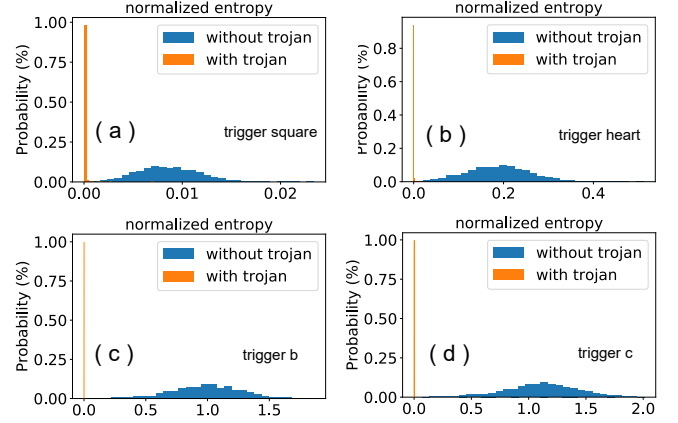 normalized entropy
Probability (%)
1.00
0.75
0.50
0.25
0.00
without trojan
with trojan
( a )
trigger square
0.00 0.01 0.02
normalized entropy
Probability (%)
0.8
0.6
0.4
0.2
0.0
without trojan
with trojan
( b )
trigger heart
0.0 0.2 0.4
normalized entropy
Probability (%)
1.00
0.75
0.50
0.25
0.00
without trojan
with trojan
( c )
trigger b
0.0 0.5 1.0 1.5
normalized entropy
Probability (%)
1.00
0.75
0.50
0.25
0.00
without trojan
with trojan
( d )
trigger c
0.0 0.5 1.0 1.5 2.0